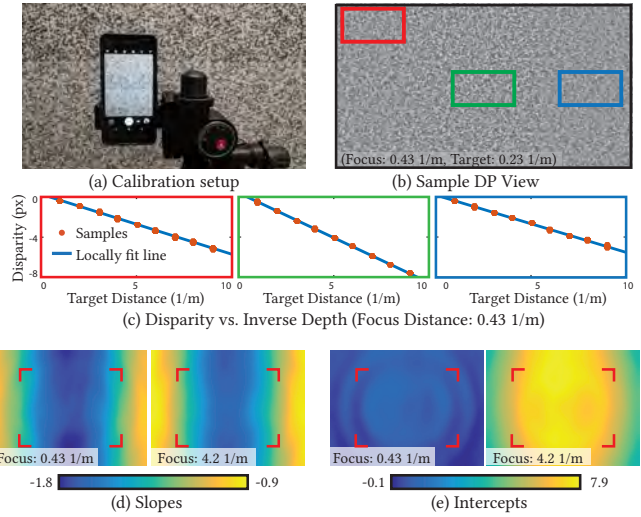 (Focus: 0.43 1/m, Target: 0.23 1/m)
(a) Calibration setup
(b) Sample DP View
Disparity (px)
0
-4
-8
Samples
Locally fit line
0 5 10
0 5 10
0 5 10
Target Distance (1/m)
Target Distance (1/m)
Target Distance (1/m)
(c) Disparity vs. Inverse Depth (Focus Distance: 0.43 1/m)
Focus: 0.43 1/m
Focus: 4.2 1/m
Focus: 0.43 1/m
Focus: 4.2 1/m
-1.8
-0.9
-0.1
7.9
(d) Slopes
(e) Intercepts